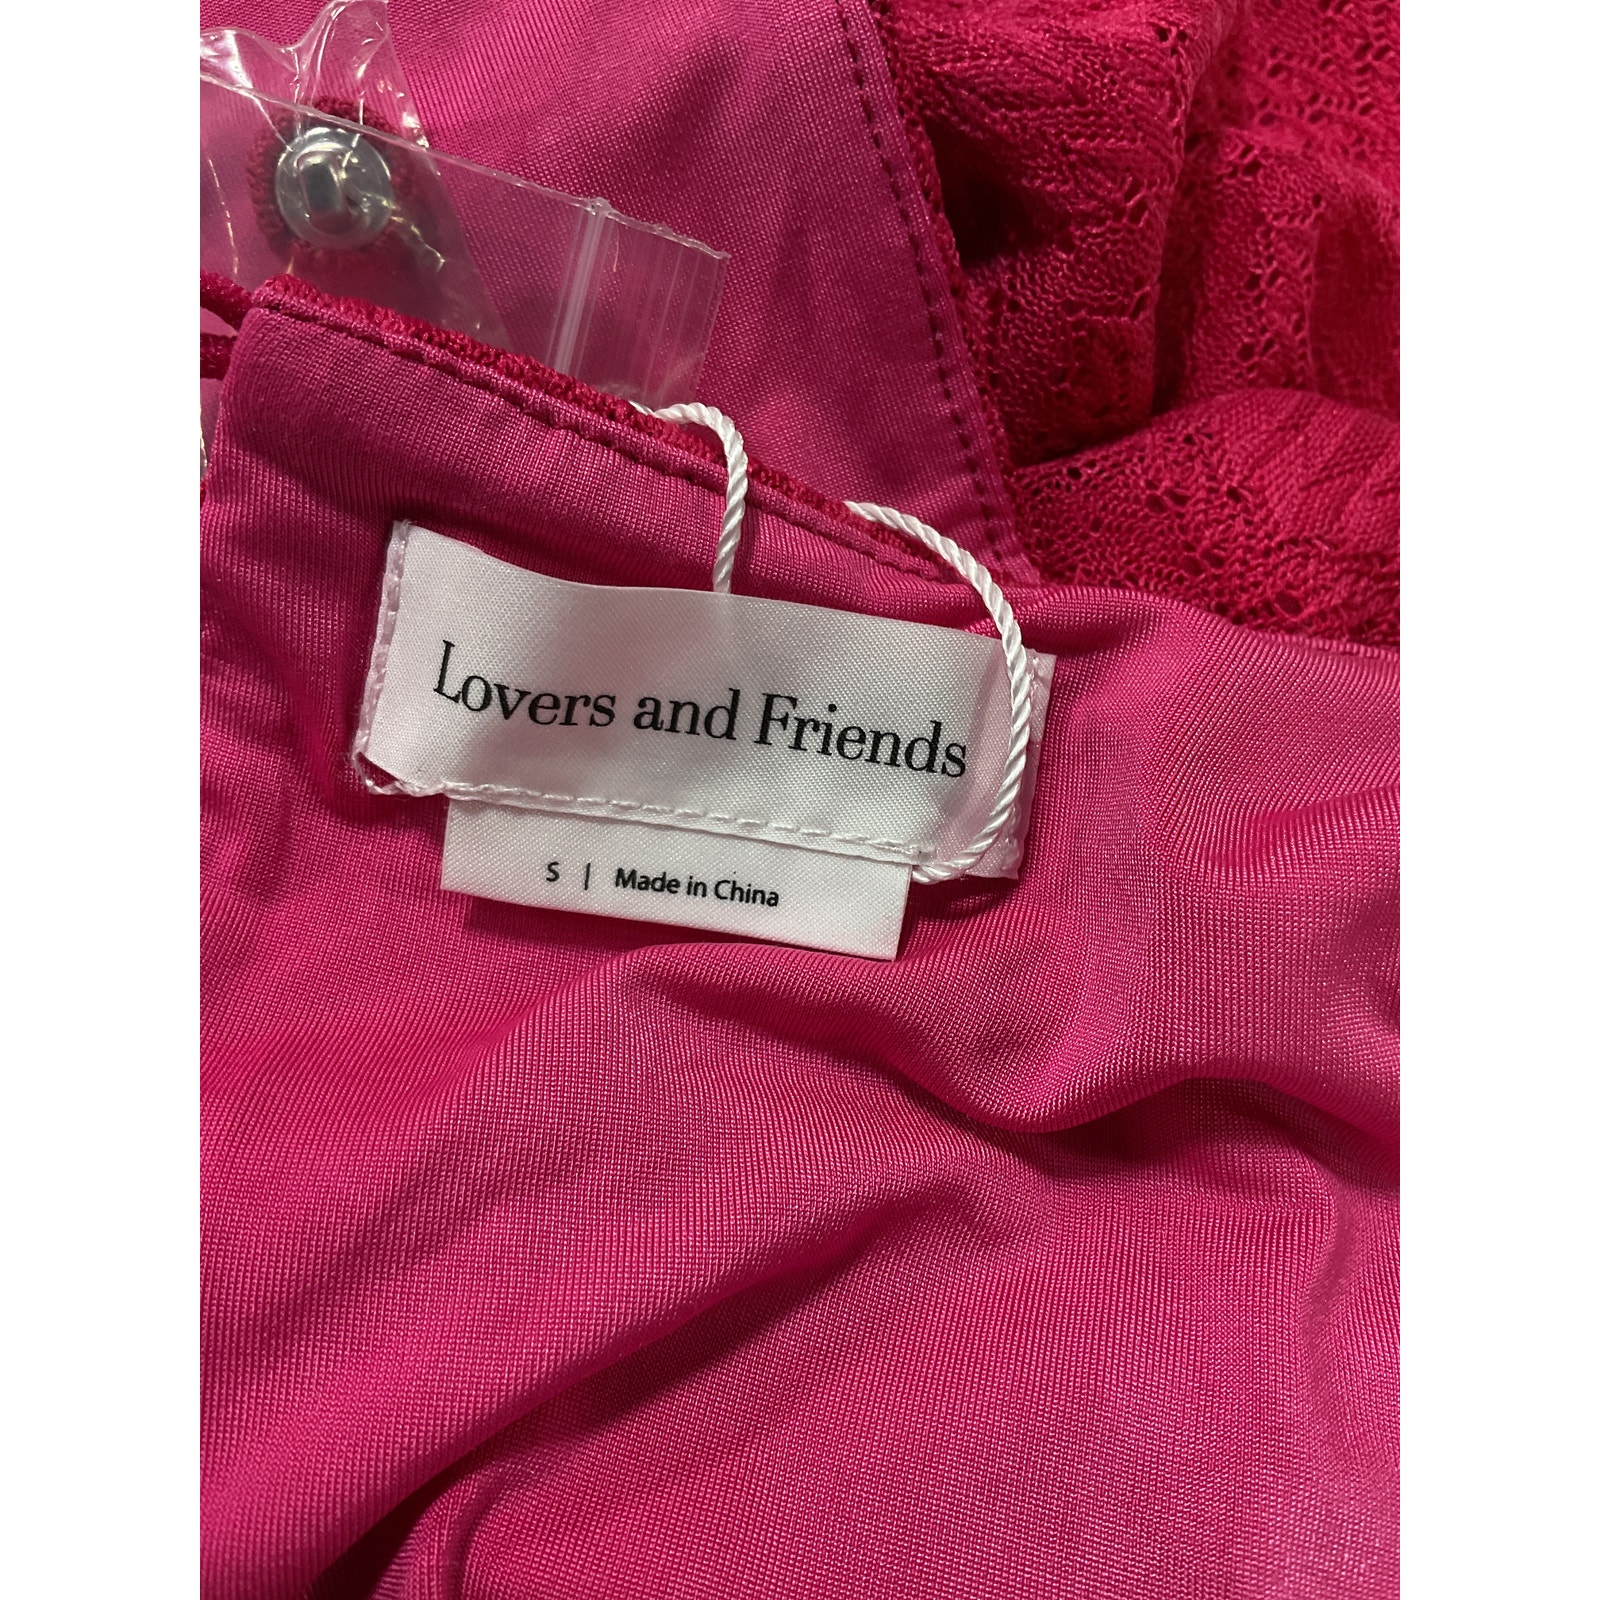 Lovers and Friends
S | Made in China